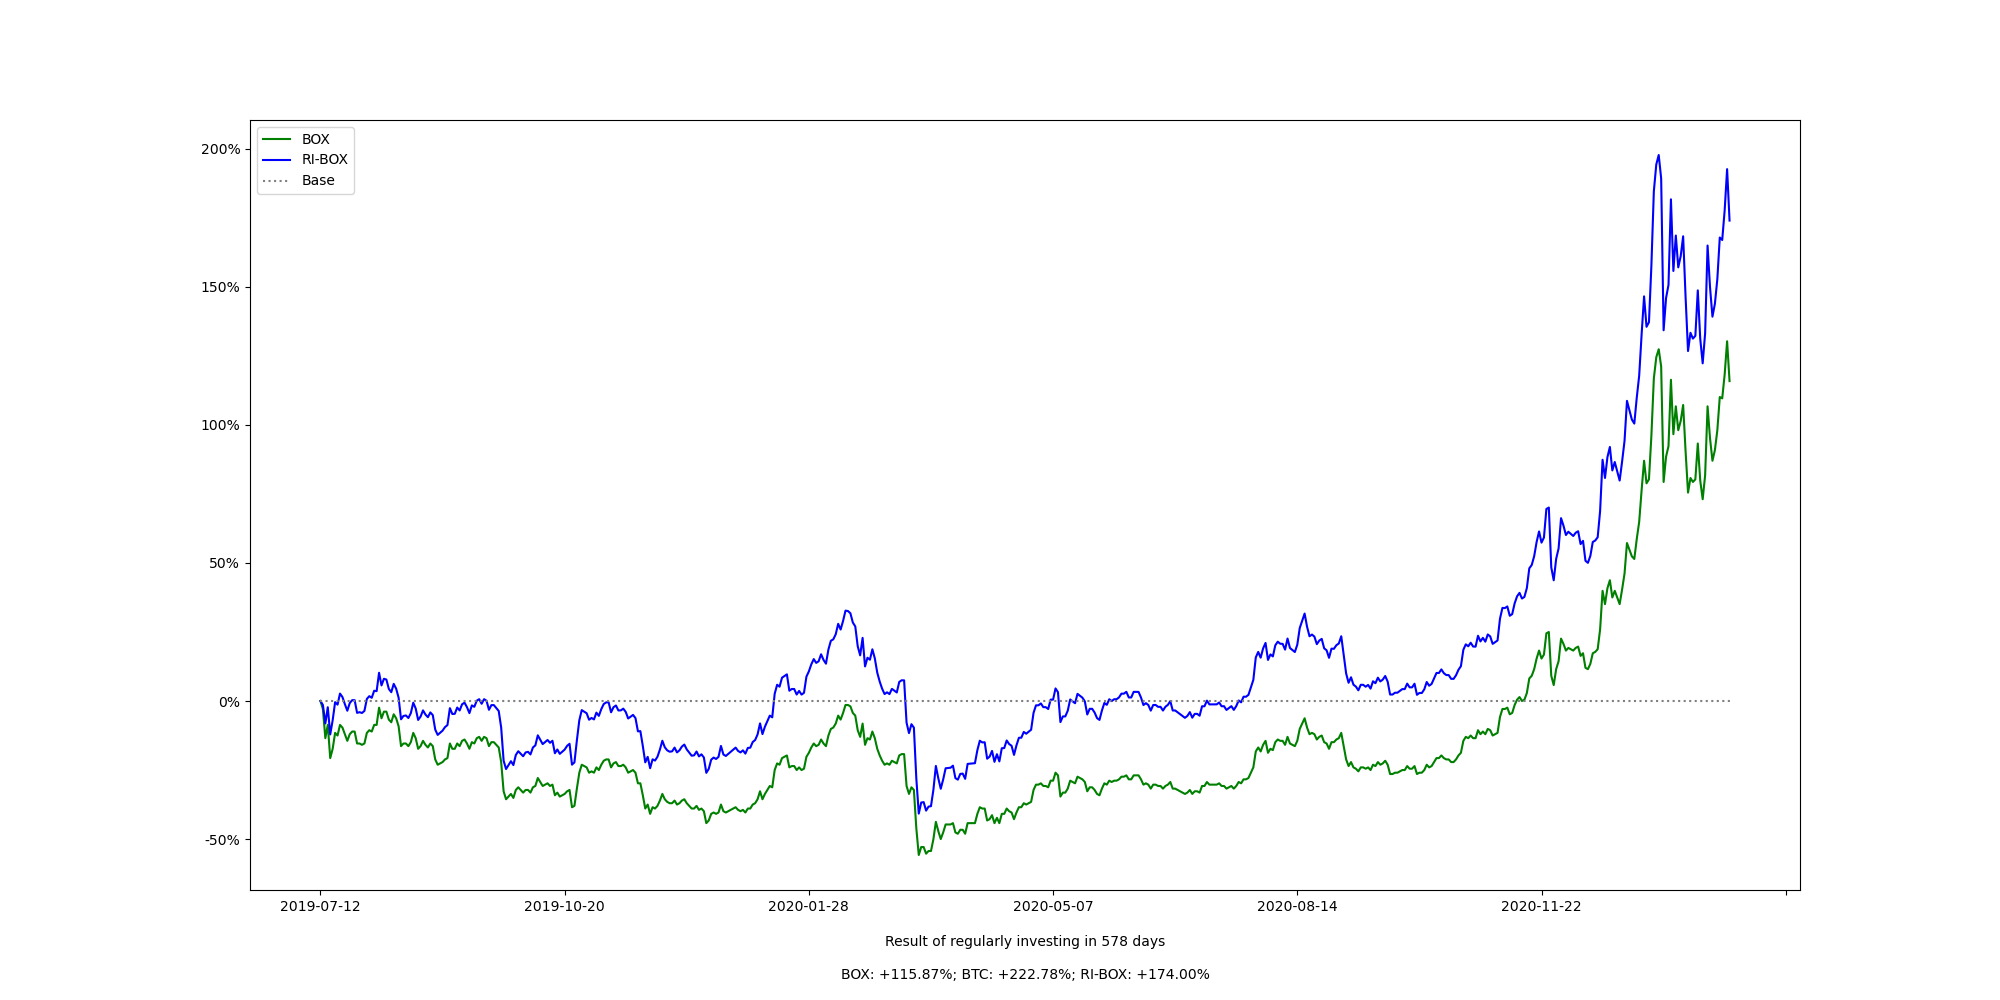 BOX
RI-BOX
Base
200%
150%
100%
50%
0%
-50%
2019-07-12 2019-10-20 2020-01-28 2020-05-07 2020-08-14 2020-11-22
Result of regularly investing in 578 days
BOX: +115.87%; BTC: +222.78%; RI-BOX: +174.00%